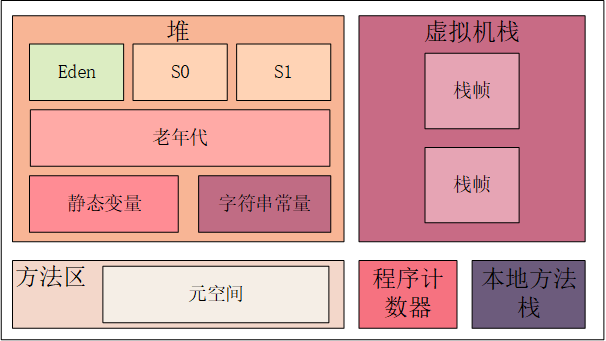 堆
Eden
S0
S1
老年代
静态变量
字符串常量
虚拟机栈
栈帧
栈帧
方法区
元空间
程序计
数器
本地方法
栈